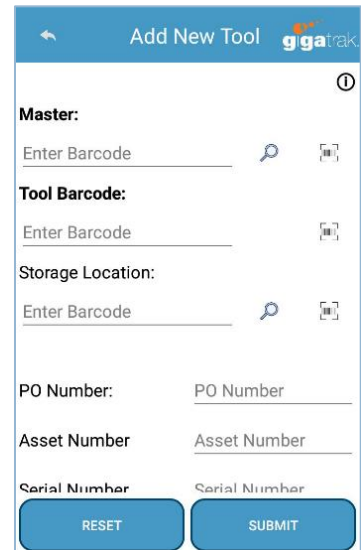 Add New Tool gigatrak
Master:
Enter Barcode
Tool Barcode:
Enter Barcode
Storage Location:
Enter Barcode
PO Number: PO Number
Asset Number Asset Number
Serial Number Serial Number
RESET SUBMIT